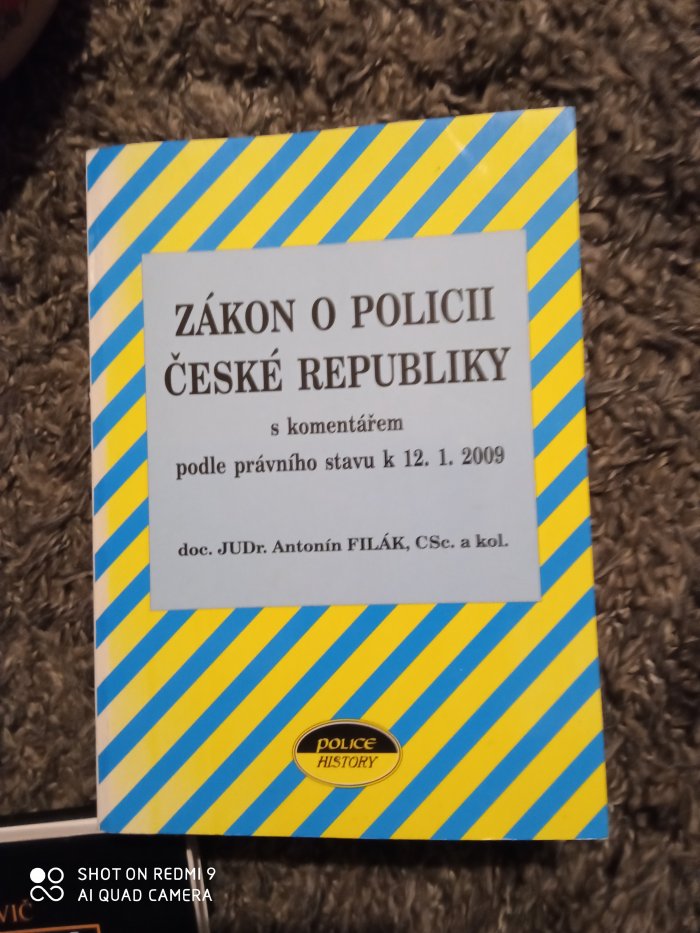 ZÁKON O POLICII
ČESKÉ REPUBLIKY
s komentářem
podle právního stavu k 12. 1. 2009
doc. JUDr. Antonín FILÁK, CSc. a kol.
POLICE
HISTORY
VIČ
SHOT ON REDMI 9
AI QUAD CAMERA